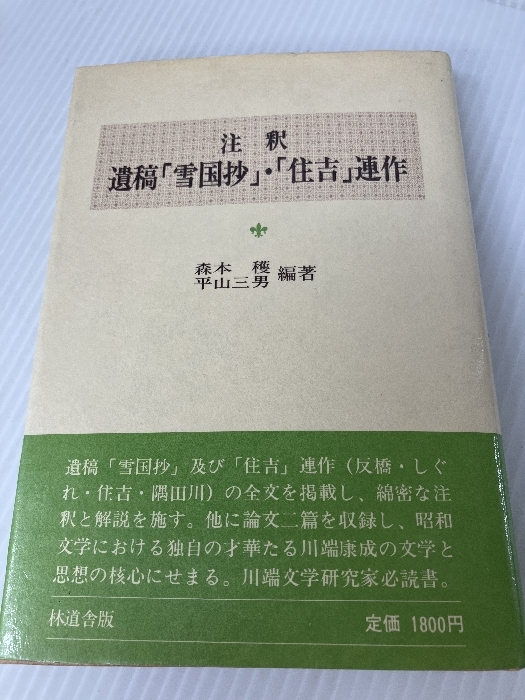 注釈
遺稿「雪国抄」・「住吉」連作
森本 穫
平山三男 編著
遺稿「雪国抄」及び「住吉」連作(反橋・しぐ
れ・住吉・隅田川)の全文を掲載し、綿密な注
釈と解説を施す。他に論文二篇を収録し、昭和
文学における独自の才華たる川端康成の文学と
思想の核心にせまる。川端文学研究家必読書。
林道舎版 定価 1800円